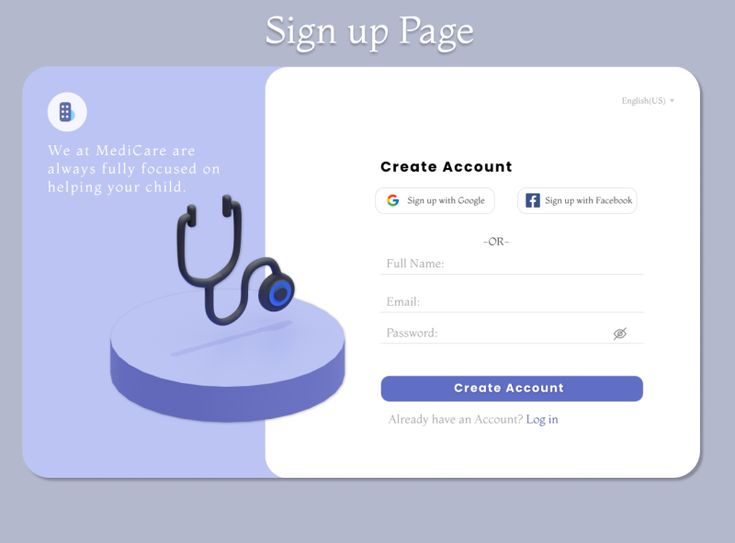 Sign up Page
We at MediCare are
always fully focused on
helping your child.
English(US)
Create Account
Sign up with Google
Sign up with Facebook
-OR-
Full Name:
Email:
Password:
Create Account
Already have an Account? Log in